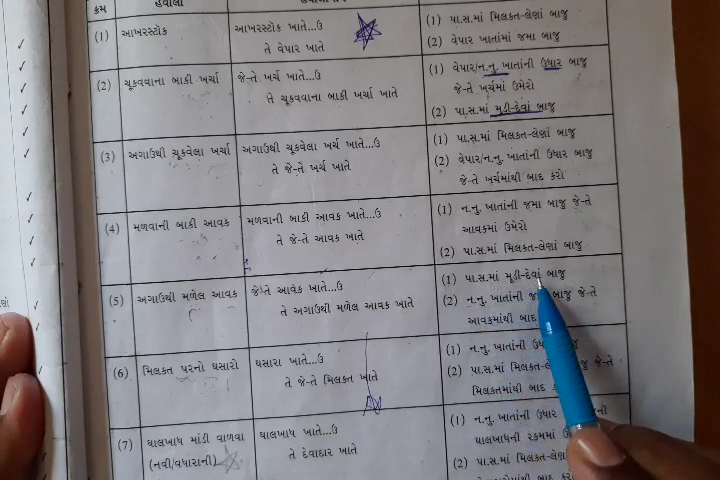 ક્રમ
(1) આખરસ્ટૉક આખરસ્ટૉક ખાતે...ઉ (1) પા.સ.માં મિલકત-લેણાં બાજુ
તે વેપાર ખાતે (2) વેપાર ખાતામાં જમા બાજુ
(2) ચૂકવવાના બાકી ખર્ચા જે-તે ખર્ચ ખાતે...ઉ (1) વેપાર/ન.નુ. ખાતાંની ઉધાર બાજુ
તે ચૂકવવાના બાકી ખર્ચા ખાતે જે-તે ખર્ચમાં ઉમેરો
(2) પા.સ.માં મૂડી-દેવાં બાજુ
(3) અગાઉથી ચૂકવેલા ખર્ચા અગાઉથી ચૂકવેલા ખર્ચ ખાતે...ઉ (1) પા.સ.માં મિલકત-લેણાં બાજુ
તે જે-તે ખર્ચ ખાતે (2) વેપાર/ન.નુ. ખાતાંની ઉધાર બાજુ
જે-તે ખર્ચમાંથી બાદ કરો
(4) મળવાની બાકી આવક મળવાની બાકી આવક ખાતે...ઉ (1) ન.નુ. ખાતાંની જમા બાજુ જે-તે
તે જે-તે આવક ખાતે આવકમાં ઉમેરો
(2) પા.સ.માં મિલકત-લેણાં બાજુ
(5) અગાઉથી મળેલ આવક જે-તે આવક ખાતે...ઉ (1) પા.સ.માં મૂડી-દેવાં બાજુ
તે અગાઉથી મળેલ આવક ખાતે (2) ન.નુ. ખાતાંની બાજુ જે-તે
આવકમાંથી બાદ
(6) મિલકત પરનો ઘસારો ઘસારા ખાતે...ઉ (1) ન.નુ. ખાતાંની
તે જે-તે મિલકત ખાતે (2) પા.સ.માં જે-તે
મિલકતમાંથી બાદ
(7) ઘાલખાધ માંડી વાળવા ઘાલખાધ ખાતે...ઉ (1) ન.નુ. ખાતાંની ઉધાર
(નવી/વધારાની) તે દેવાદાર ખાતે ઘાલખાધની રકમમાં
(2) પા.સ.માં